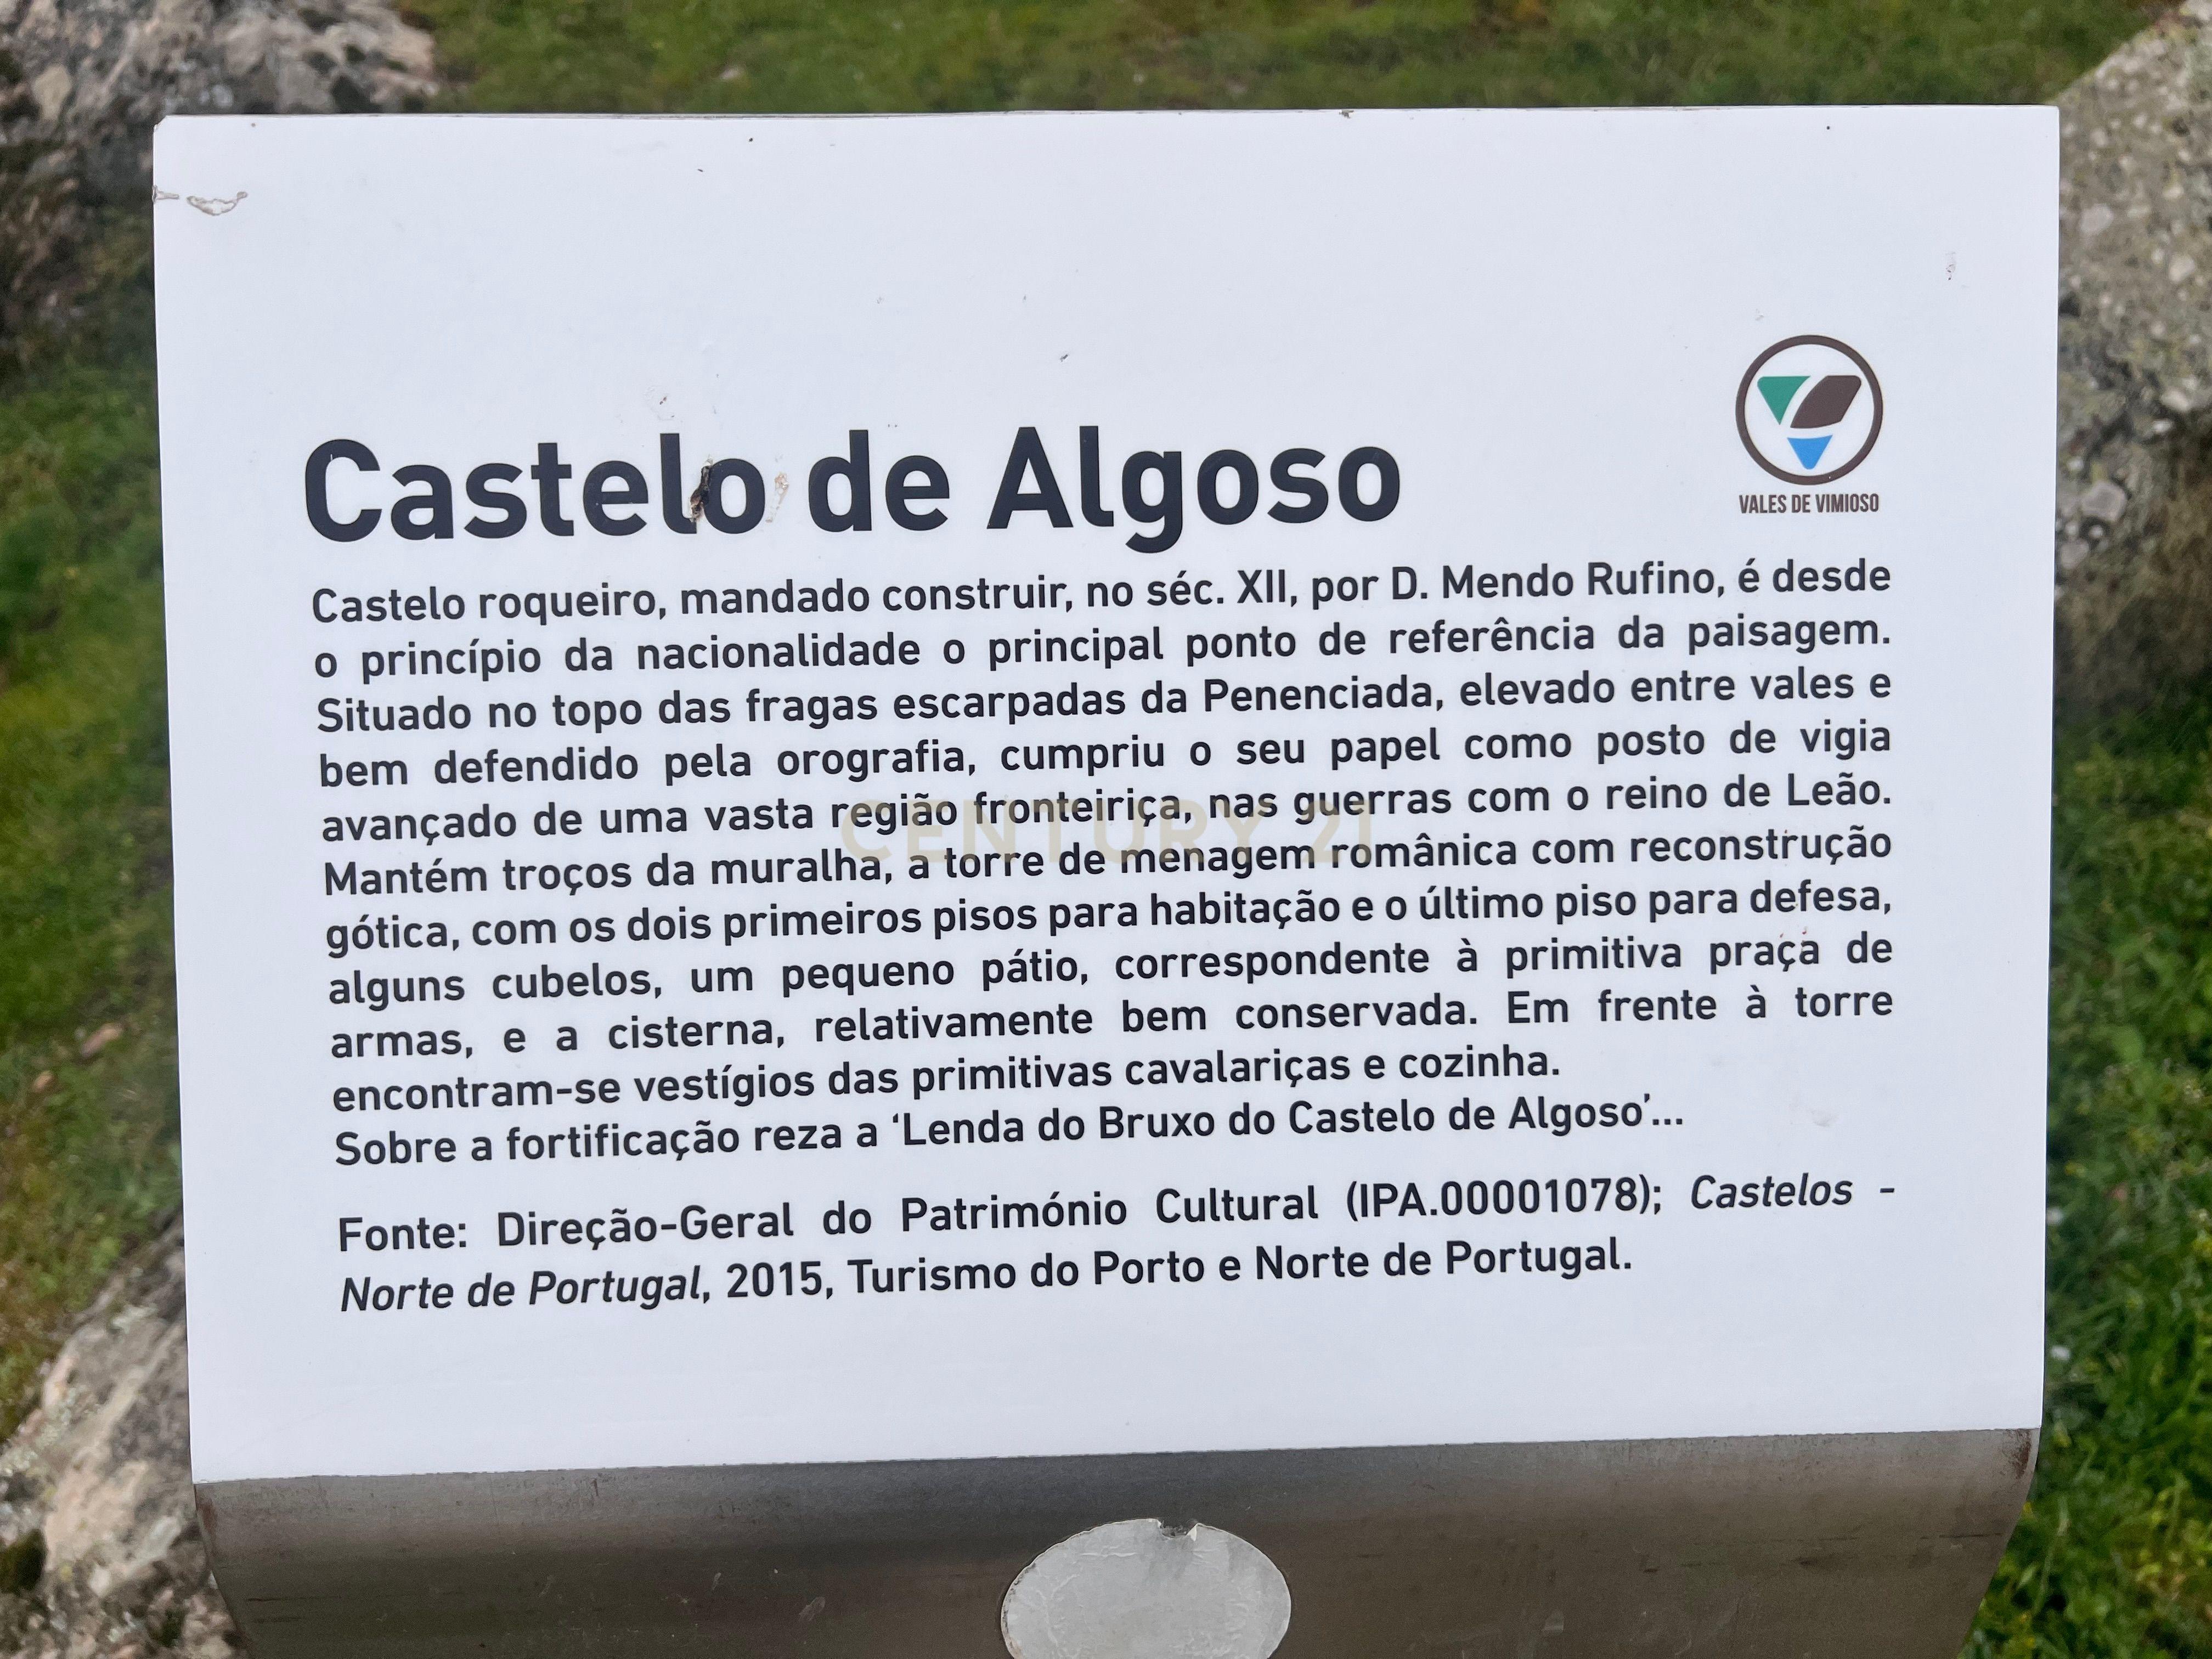 VALES DE VIMIOSO
Castelo de Algoso
Castelo roqueiro, mandado construir, no séc. XII, por D. Mendo Rufino, é desde
o princípio da nacionalidade o principal ponto de referência da paisagem.
Situado no topo das fragas escarpadas da Penenciada, elevado entre vales e
bem defendido pela orografia, cumpriu o seu papel como posto de vigia
avançado de uma vasta região fronteiriça, nas guerras com o reino de Leão.
CENTURY 21
Mantém troços da muralha, a torre de menagem românica com reconstrução
gótica, com os dois primeiros pisos para habitação e o último piso para defesa,
alguns cubelos, um pequeno pátio, correspondente à primitiva praça de
armas, e a cisterna, relativamente bem conservada. Em frente à torre
encontram-se vestígios das primitivas cavalariças e cozinha.
Sobre a fortificação reza a ‘Lenda do Bruxo do Castelo de Algoso’...
Fonte: Direção-Geral do Património Cultural (IPA.00001078); Castelos -
Norte de Portugal, 2015, Turismo do Porto e Norte de Portugal.